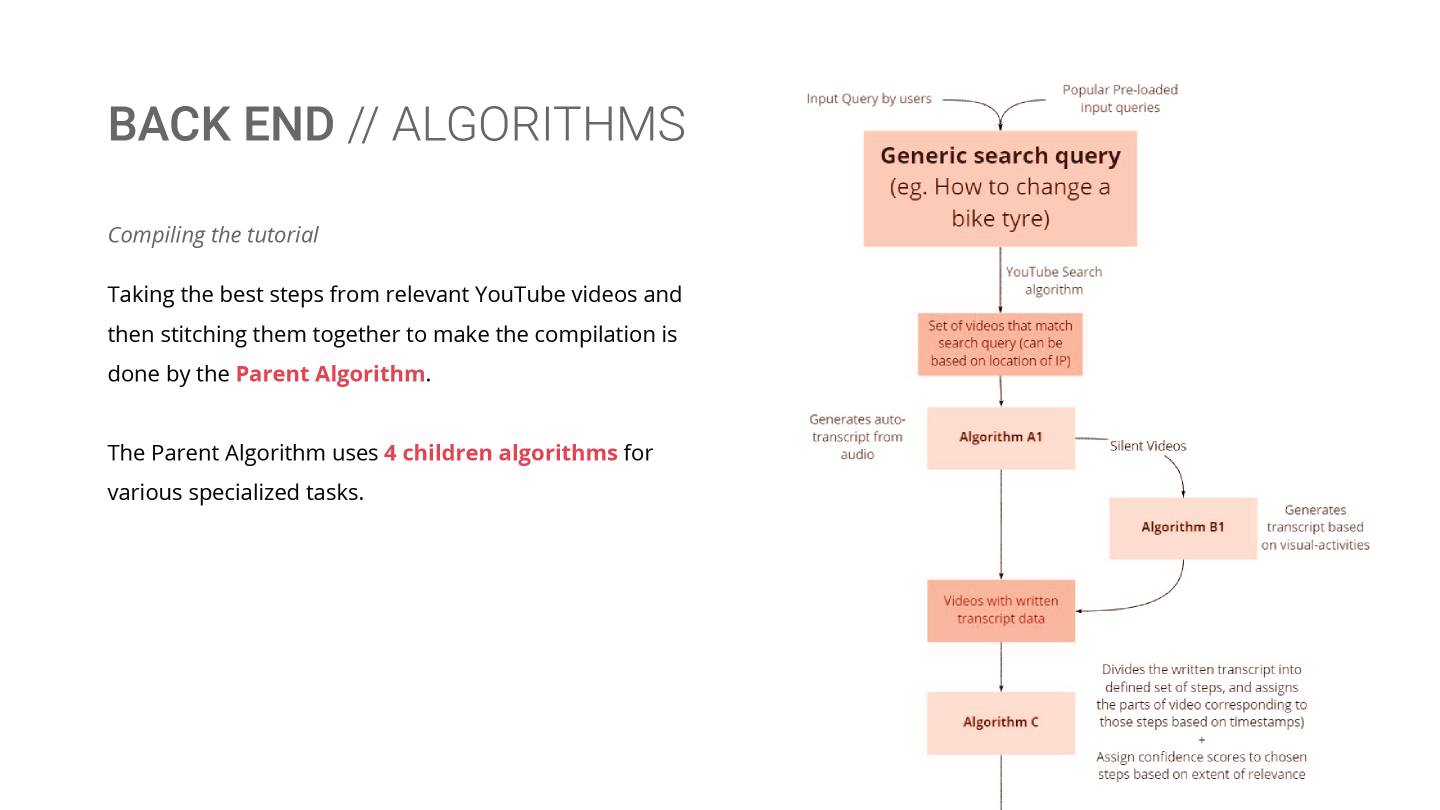 BACK END // ALGORITHMS
Compiling the tutorial
Taking the best steps from relevant YouTube videos and
then stitching them together to make the compilation is
done by the Parent Algorithm.
The Parent Algorithm uses 4 children algorithms for
various specialized tasks.
Input Query by users
Popular Pre-loaded
input queries
Generic search query
(eg. How to change a
bike tyre)
YouTube Search
algorithm
Set of videos that match
search query (can be
based on location of IP)
Generates auto-
transcript from
audio
Algorithm A1
Silent Videos
Algorithm B1
Generates
transcript based
on visual-activities
Videos with written
transcript data
Algorithm C
Divides the written transcript into
defined set of steps, and assigns
the parts of video corresponding to
those steps based on timestamps)
+
Assign confidence scores to chosen
steps based on extent of relevance